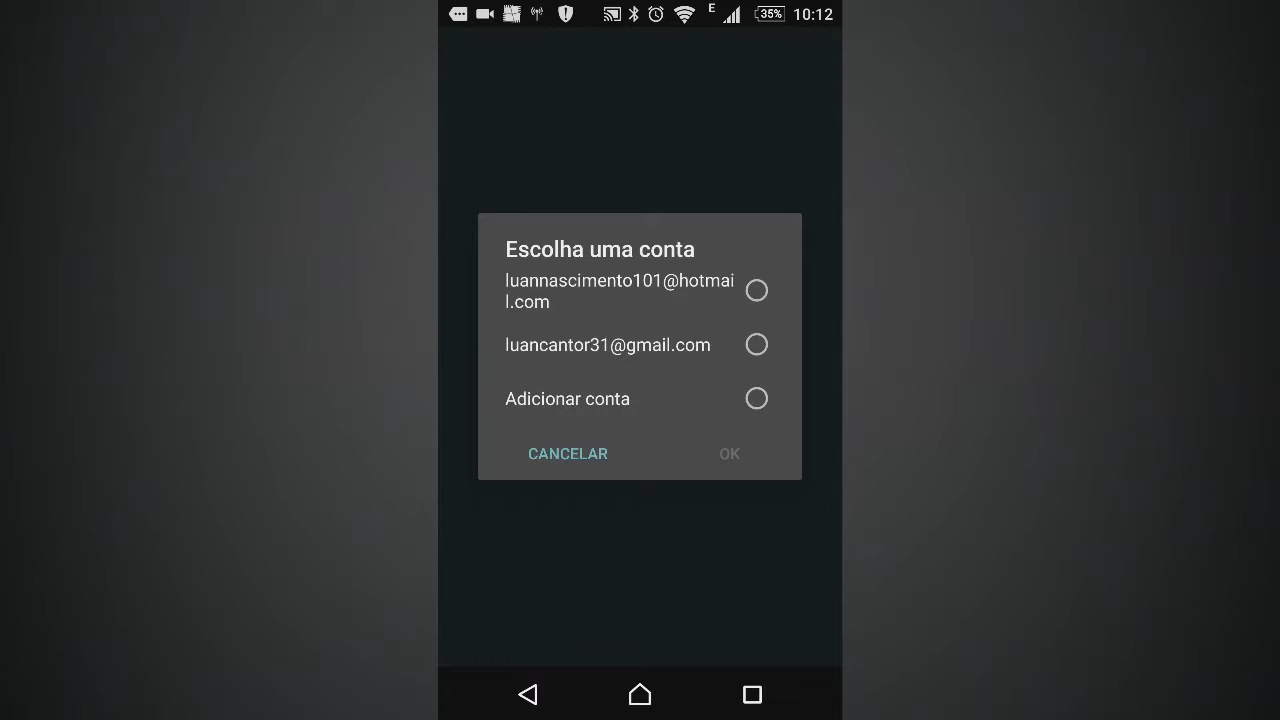 E 35% 10:12
Escolha uma conta
luannascimento101@hotmai
l.com
luancantor31@gmail.com
Adicionar conta
CANCELAR OK